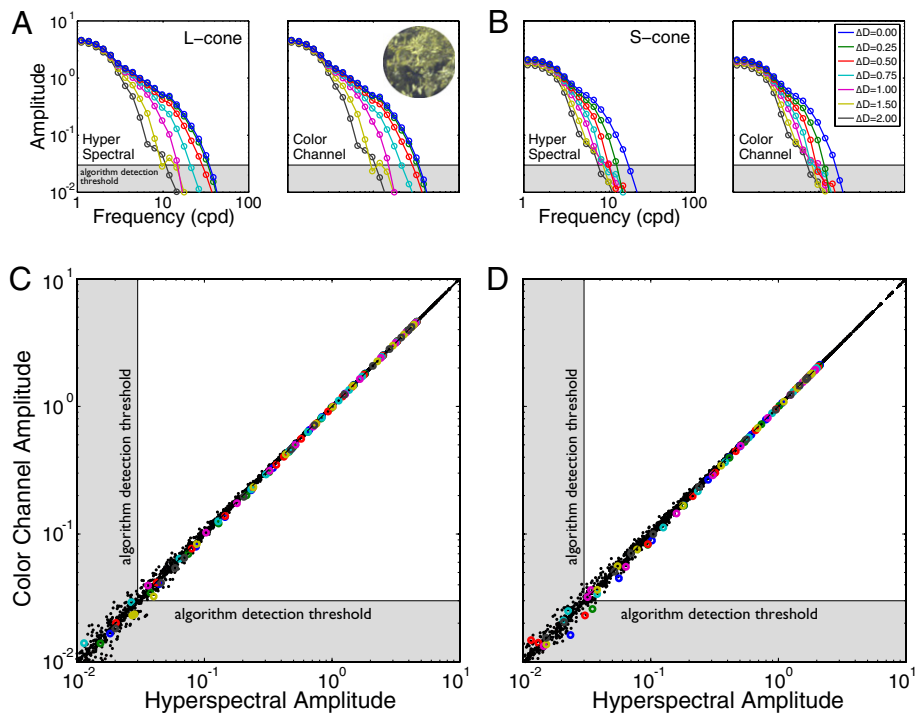 A
L-cone
B
S-cone
ΔD=0.00
ΔD=0.25
ΔD=0.50
ΔD=0.75
ΔD=1.00
ΔD=1.50
ΔD=2.00
10^1
10^0
10^-1
10^-2
Amplitude
Hyper
Spectral
algorithm detection
threshold
Color
Channel
Hyper
Spectral
Color
Channel
1
10
100
Frequency (cpd)
1
10
100
Frequency (cpd)
C
D
10^1
10^0
10^-1
10^-2
Color Channel Amplitude
algorithm detection threshold
algorithm detection threshold
algorithm detection threshold
algorithm detection threshold
10^-2
10^-1
10^0
10^1
Hyperspectral Amplitude
10^-2
10^-1
10^0
10^1
Hyperspectral Amplitude